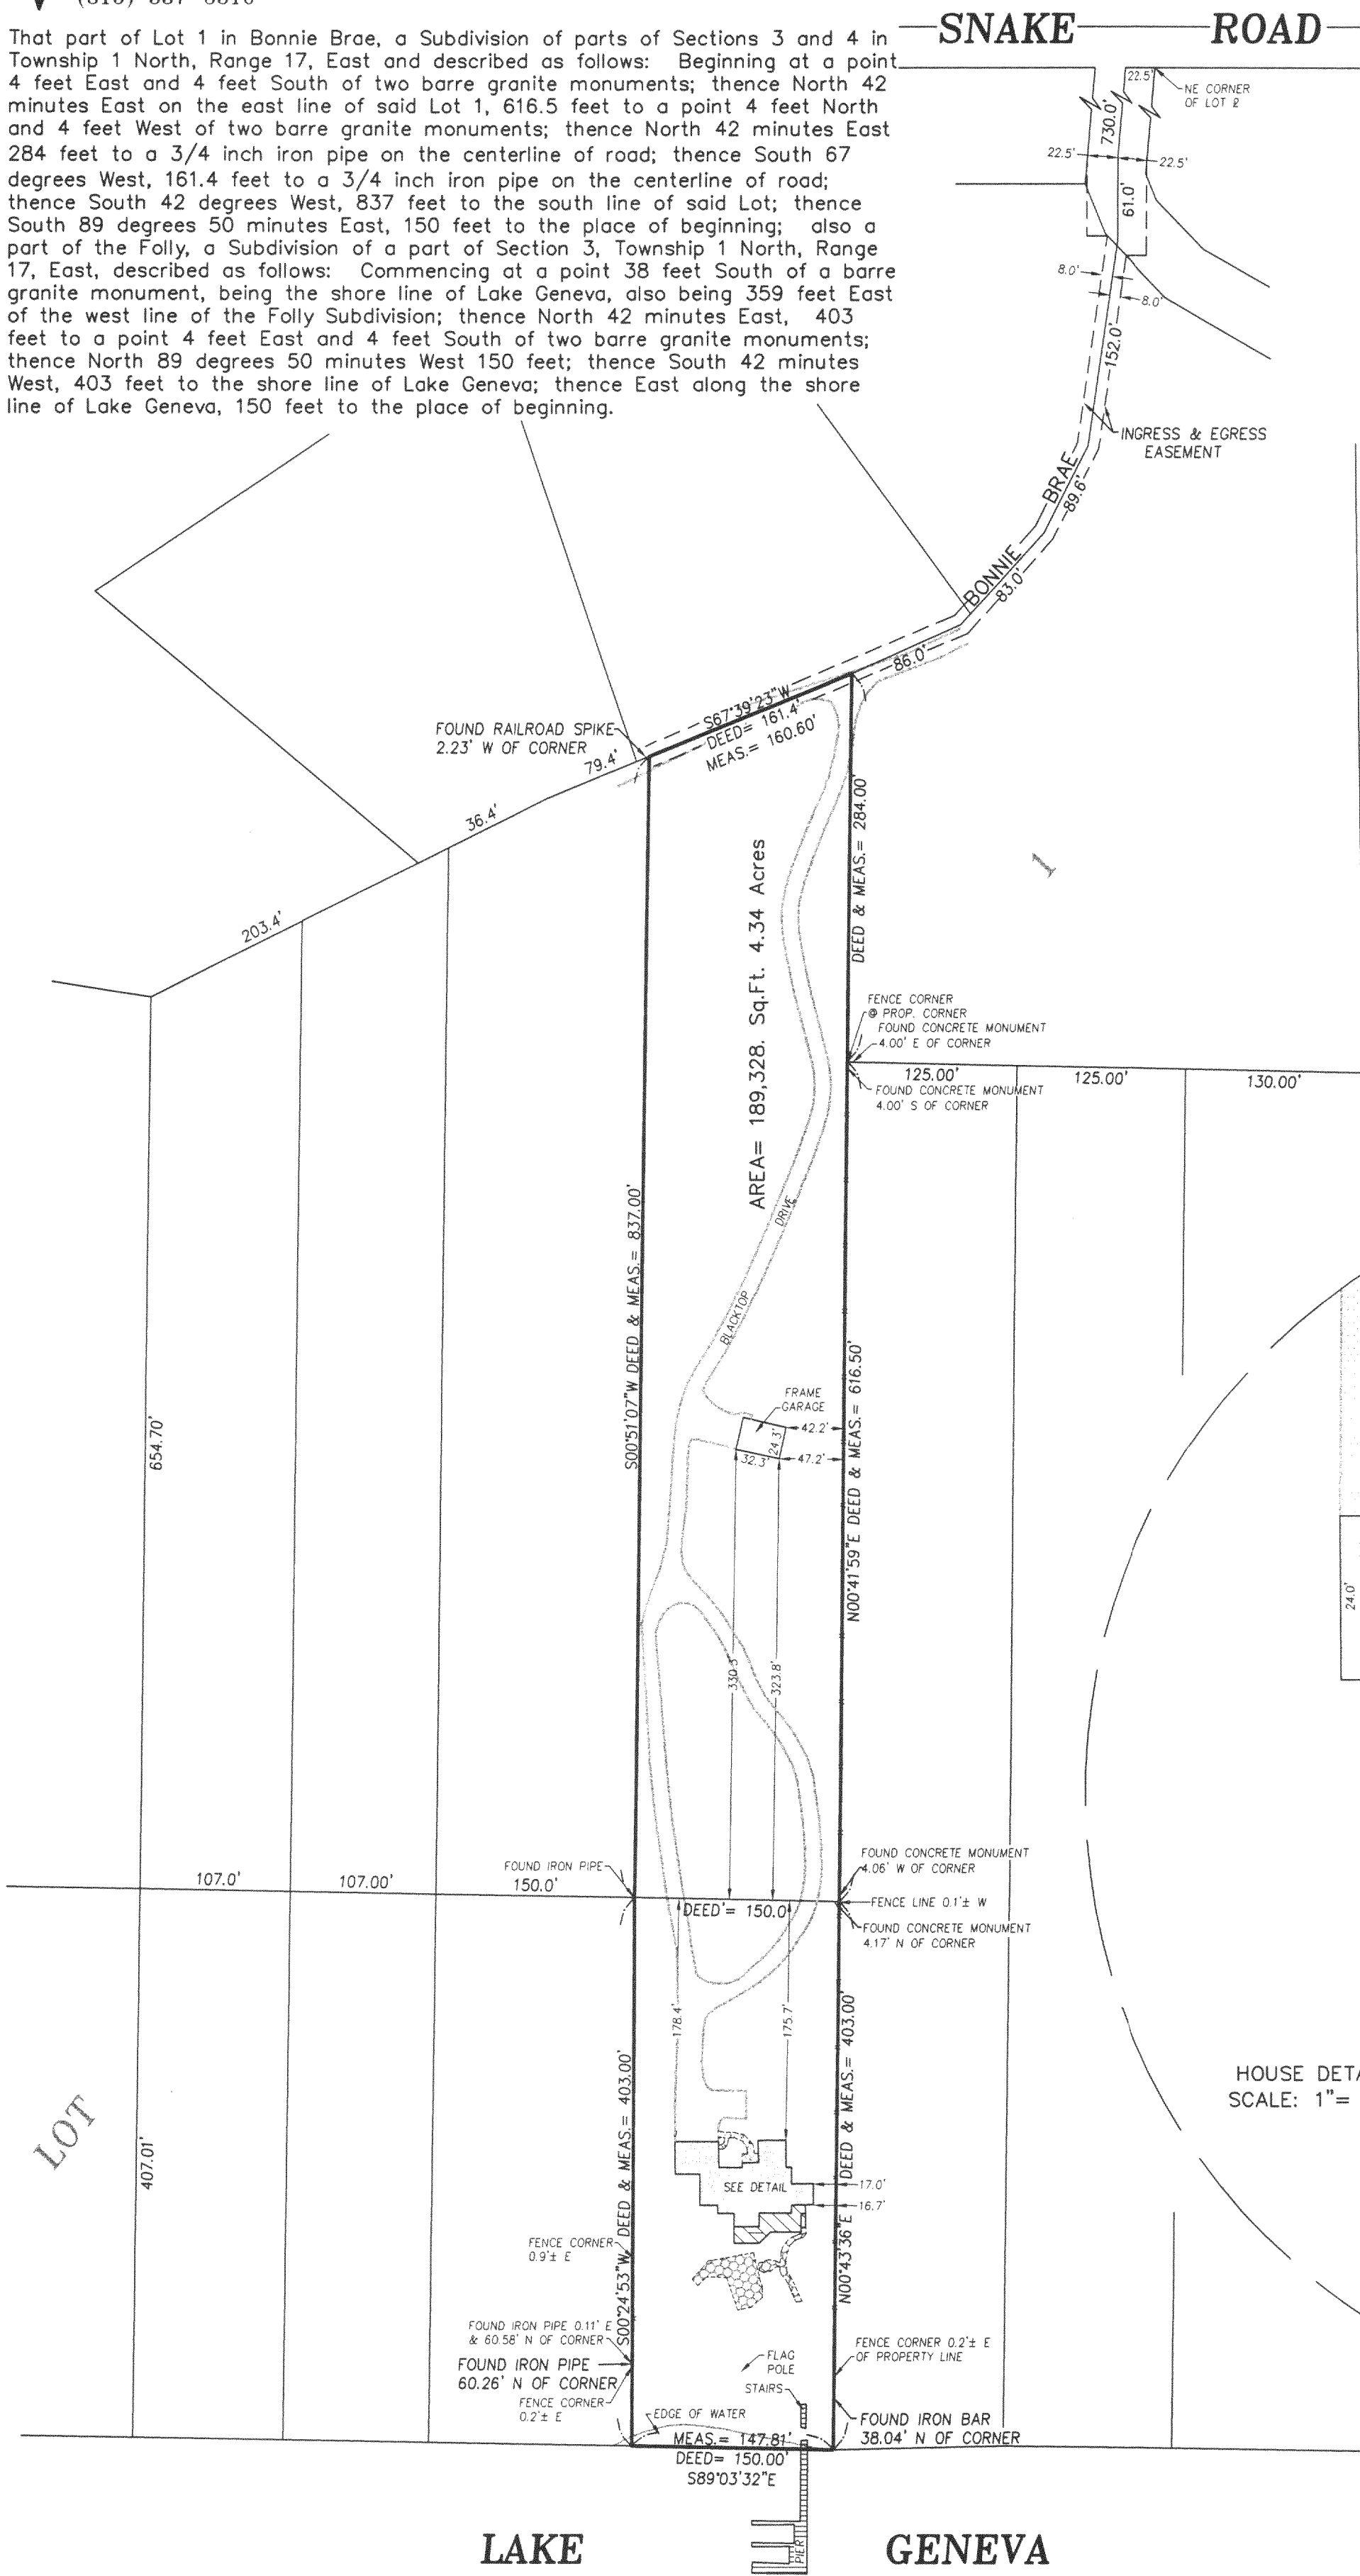 That part of Lot 1 in Bonnie Brae, a Subdivision of parts of Sections 3 and 4 in
Township 1 North, Range 17, East and described as follows: Beginning at a point
4 feet East and 4 feet South of two barre granite monuments; thence North 42
minutes East on the east line of said Lot 1, 616.5 feet to a point 4 feet North
and 4 feet West of two barre granite monuments; thence North 42 minutes East
284 feet to a 3/4 inch iron pipe on the centerline of road; thence South 67
degrees West, 161.4 feet to a 3/4 inch iron pipe on the centerline of road;
thence South 42 degrees West, 837 feet to the south line of said Lot; thence
South 89 degrees 50 minutes East, 150 feet to the place of beginning; also a
part of the Folly, a Subdivision of a part of Section 3, Township 1 North, Range
17, East, described as follows: Commencing at a point 38 feet South of a barre
granite monument, being the shore line of Lake Geneva, also being 359 feet East
of the west line of the Folly Subdivision; thence North 42 minutes East, 403
feet to a point 4 feet East and 4 feet South of two barre granite monuments;
thence North 89 degrees 50 minutes West 150 feet; thence South 42 minutes
West, 403 feet to the shore line of Lake Geneva; thence East along the shore
line of Lake Geneva, 150 feet to the place of beginning.
SNAKE ROAD
22.5'
NE CORNER
OF LOT 2
730.0'
22.5'
22.5'
61.0'
8.0'
8.0'
152.0'
INGRESS & EGRESS
EASEMENT
BONNIE BRAE
89.6'
83.0'
86.0'
S67°39'23"W
DEED= 161.4'
MEAS.= 160.60'
FOUND RAILROAD SPIKE
2.23' W OF CORNER
79.4'
36.4'
203.4'
DEED & MEAS.= 284.00'
1
AREA= 189,328. Sq.Ft. 4.34 Acres
FENCE CORNER
@ PROP. CORNER
FOUND CONCRETE MONUMENT
4.00' E OF CORNER
125.00'
125.00'
130.00'
FOUND CONCRETE MONUMENT
4.00' S OF CORNER
BLACKTOP DRIVE
S00°51'07"W DEED & MEAS.= 837.00'
N00°41'59"E DEED & MEAS.= 616.50'
654.70'
FRAME
GARAGE
42.2'
24.3'
32.3'
47.2'
24.0'
330.3'
323.8'
FOUND CONCRETE MONUMENT
4.06' W OF CORNER
FOUND IRON PIPE
107.0'
107.00'
150.0'
DEED'= 150.0
FENCE LINE 0.1'± W
FOUND CONCRETE MONUMENT
4.17' N OF CORNER
178.4'
175.7'
S00°24'53"W DEED & MEAS.= 403.00'
N00°43'36"E DEED & MEAS.= 403.00'
HOUSE DETA
SCALE: 1"=
LOT
407.01'
SEE DETAIL
17.0'
16.7'
FENCE CORNER
0.9'± E
FOUND IRON PIPE 0.11' E
& 60.58' N OF CORNER
FOUND IRON PIPE
60.26' N OF CORNER
FENCE CORNER
0.2'± E
FLAG
POLE
STAIRS
FENCE CORNER 0.2'± E
OF PROPERTY LINE
EDGE OF WATER
FOUND IRON BAR
38.04' N OF CORNER
MEAS.= 147.81'
DEED= 150.00'
S89°03'32"E
PIER
LAKE GENEVA